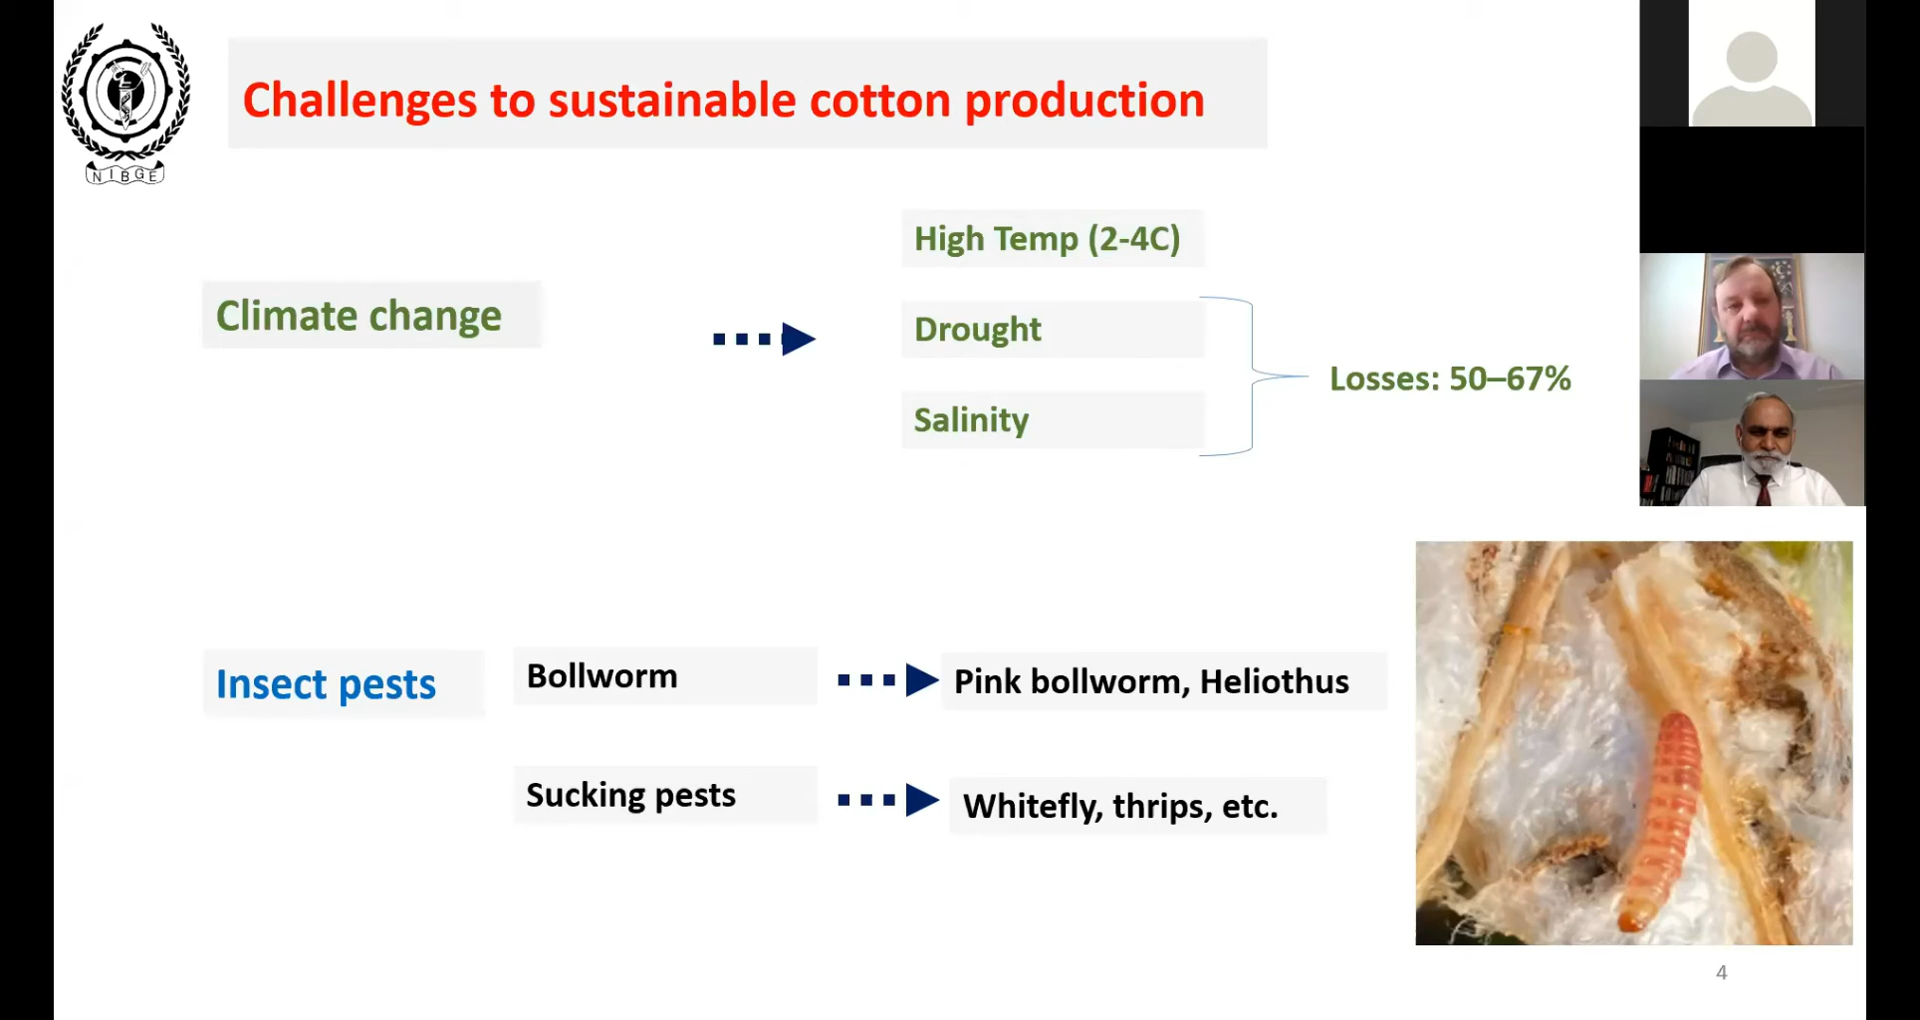 Challenges to sustainable cotton production
NIBGE
High Temp (2-4C)
Climate change
Drought
Losses: 50–67%
Salinity
Insect pests
Bollworm
Pink bollworm, Heliothus
Sucking pests
Whitefly, thrips, etc.
4